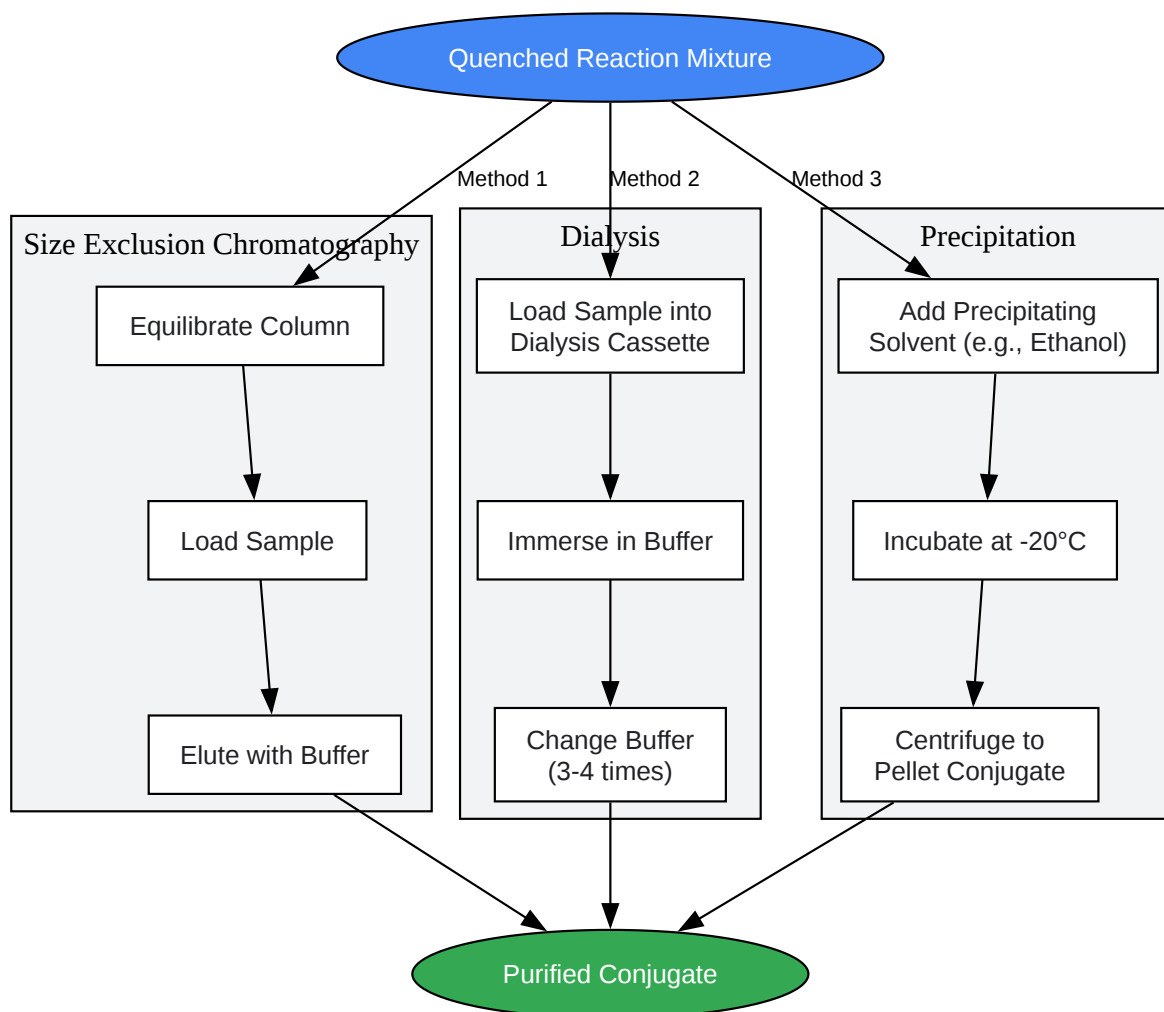 Quenched Reaction Mixture
Method 1
Method 2
Method 3
Size Exclusion Chromatography
Equilibrate Column
Load Sample
Elute with Buffer
Dialysis
Load Sample into
Dialysis Cassette
Immerse in Buffer
Change Buffer
(3-4 times)
Precipitation
Add Precipitating
Solvent (e.g., Ethanol)
Incubate at -20°C
Centrifuge to
Pellet Conjugate
Purified Conjugate